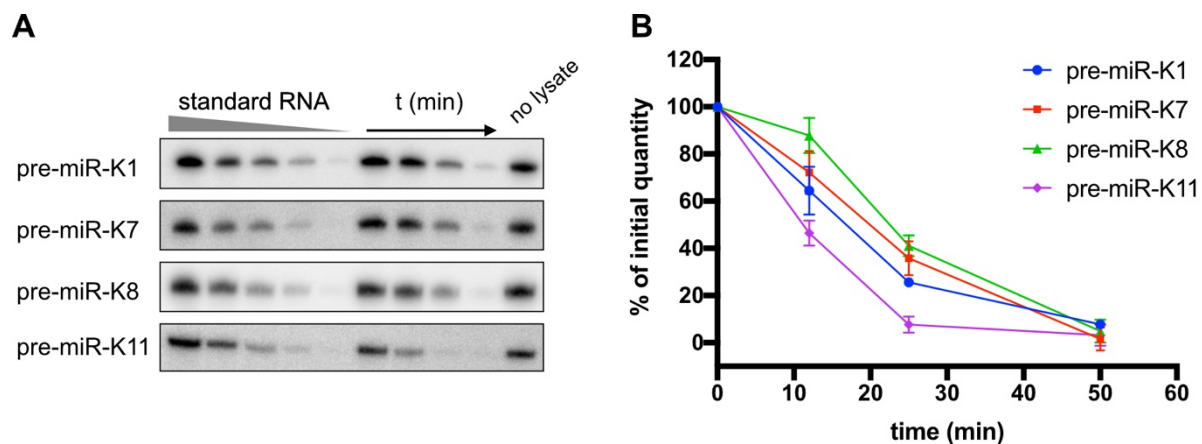 A
standard RNA
t (min)
no lysate
pre-miR-K1
pre-miR-K7
pre-miR-K8
pre-miR-K11
B
120
100
80
60
40
20
0
% of initial quantity
0
10
20
30
40
50
60
time (min)
pre-miR-K1
pre-miR-K7
pre-miR-K8
pre-miR-K11